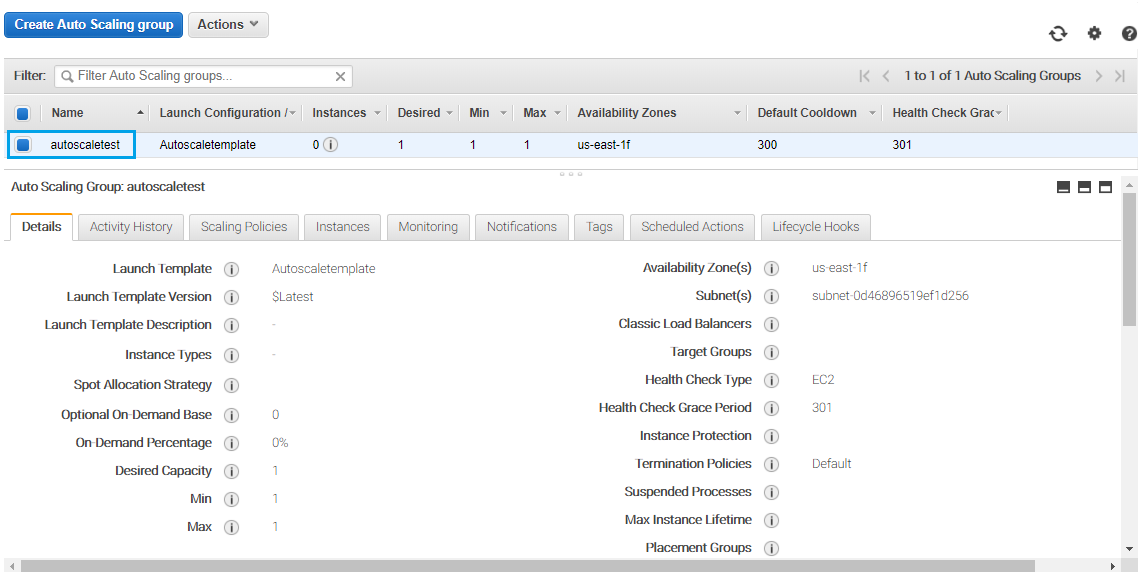 Create Auto Scaling group Actions
Filter: Filter Auto Scaling groups... 1 to 1 of 1 Auto Scaling Groups
Name Launch Configuration / Instances Desired Min Max Availability Zones Default Cooldown Health Check Grac
autoscaletest Autoscaletemplate 0 1 1 1 us-east-1f 300 301
Auto Scaling Group: autoscaletest
Details Activity History Scaling Policies Instances Monitoring Notifications Tags Scheduled Actions Lifecycle Hooks
Launch Template Autoscaletemplate
Launch Template Version $Latest
Launch Template Description -
Instance Types -
Spot Allocation Strategy
Optional On-Demand Base 0
On-Demand Percentage 0%
Desired Capacity 1
Min 1
Max 1
Availability Zone(s) us-east-1f
Subnet(s) subnet-0d46896519ef1d256
Classic Load Balancers
Target Groups
Health Check Type EC2
Health Check Grace Period 301
Instance Protection
Termination Policies Default
Suspended Processes
Max Instance Lifetime
Placement Groups